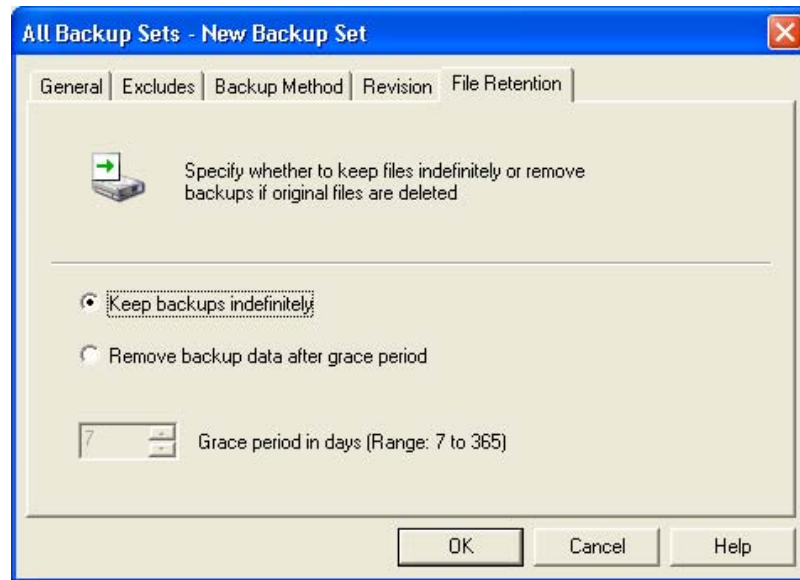 All Backup Sets - New Backup Set
General Excludes Backup Method Revision File Retention
Specify whether to keep files indefinitely or remove
backups if original files are deleted
Keep backups indefinitely
Remove backup data after grace period
7 Grace period in days (Range: 7 to 365)
OK Cancel Help